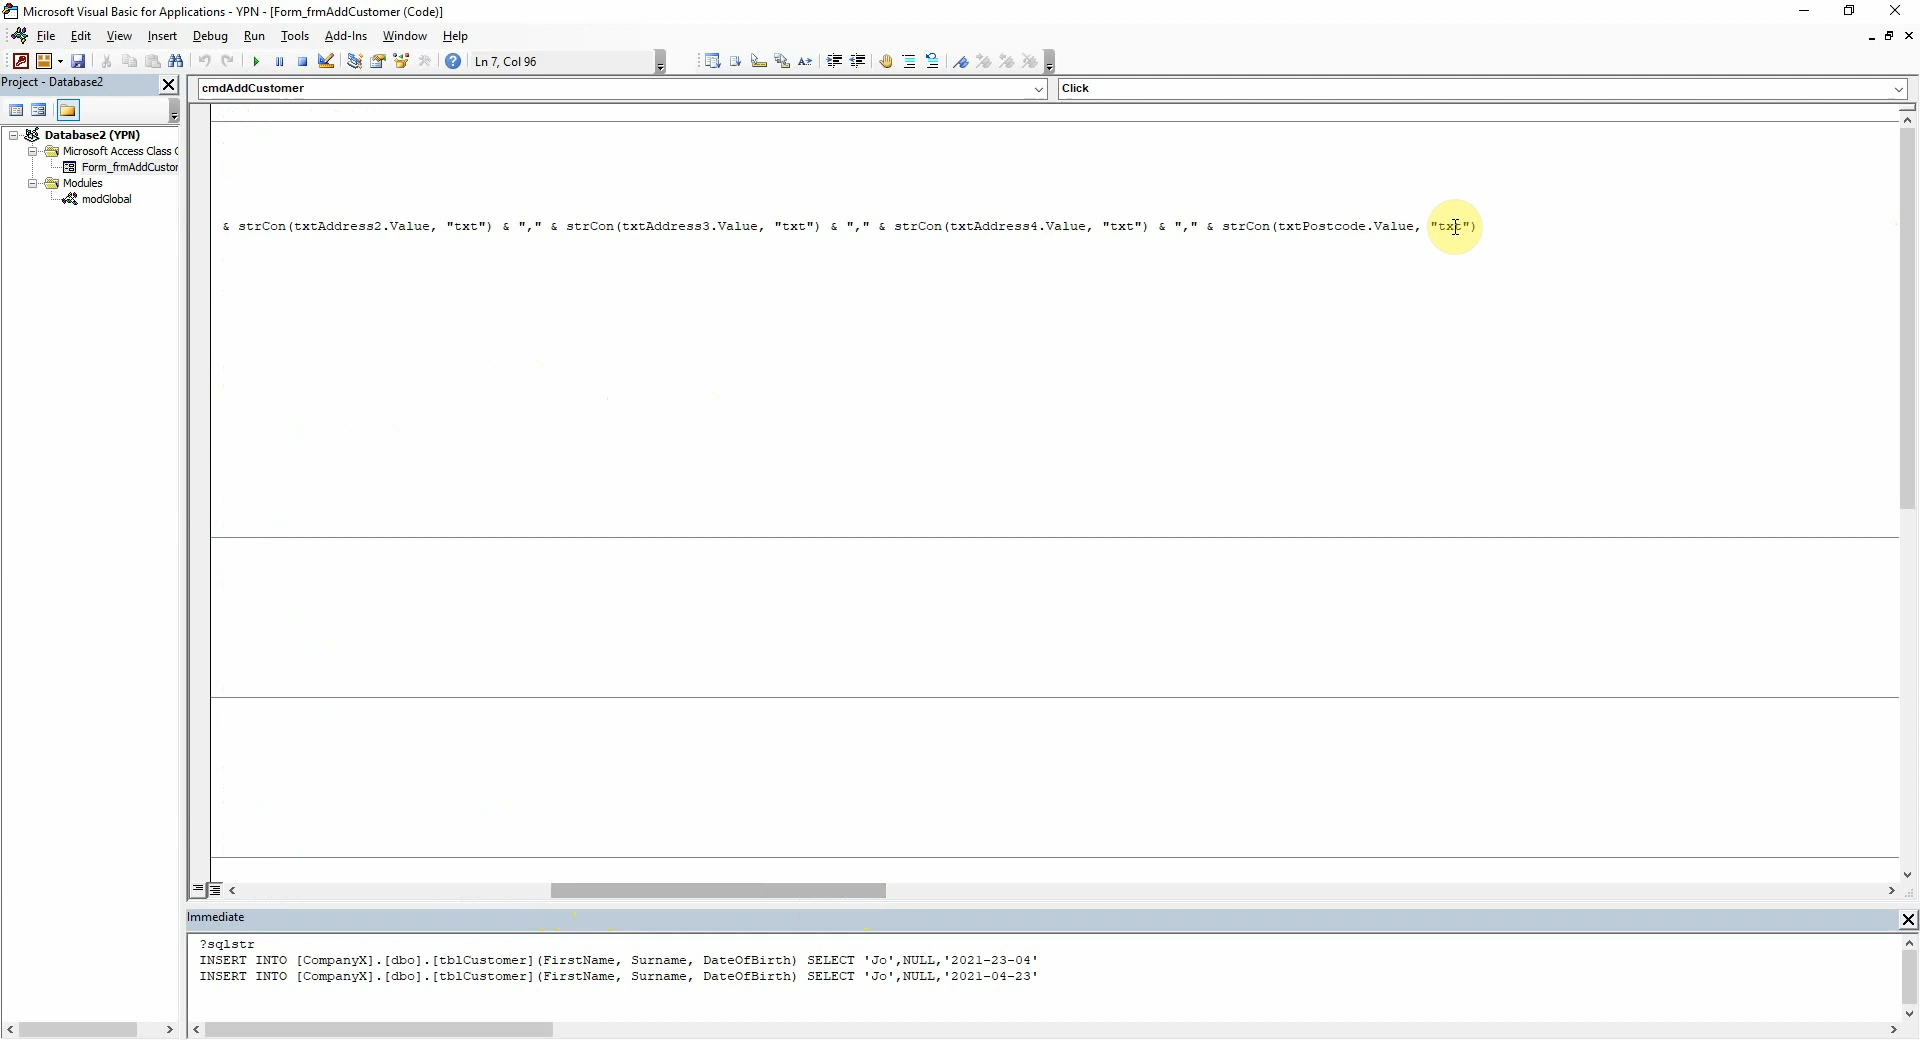 Microsoft Visual Basic for Applications - YPN - [Form_frmAddCustomer (Code)]
File Edit View Insert Debug Run Tools Add-Ins Window Help
Ln 7, Col 96
Project - Database2
cmdAddCustomer
Click
Database2 (YPN)
Microsoft Access Class
Form_frmAddCustor
Modules
modGlobal
& strCon(txtAddress2.Value, "txt") & "," & strCon(txtAddress3.Value, "txt") & "," & strCon(txtAddress4.Value, "txt") & "," & strCon(txtPostcode.Value, "txt")
Immediate
?sqlstr
INSERT INTO [CompanyX].[dbo].[tblCustomer](FirstName, Surname, DateOfBirth) SELECT 'Jo',NULL,'2021-23-04'
INSERT INTO [CompanyX].[dbo].[tblCustomer](FirstName, Surname, DateOfBirth) SELECT 'Jo',NULL,'2021-04-23'